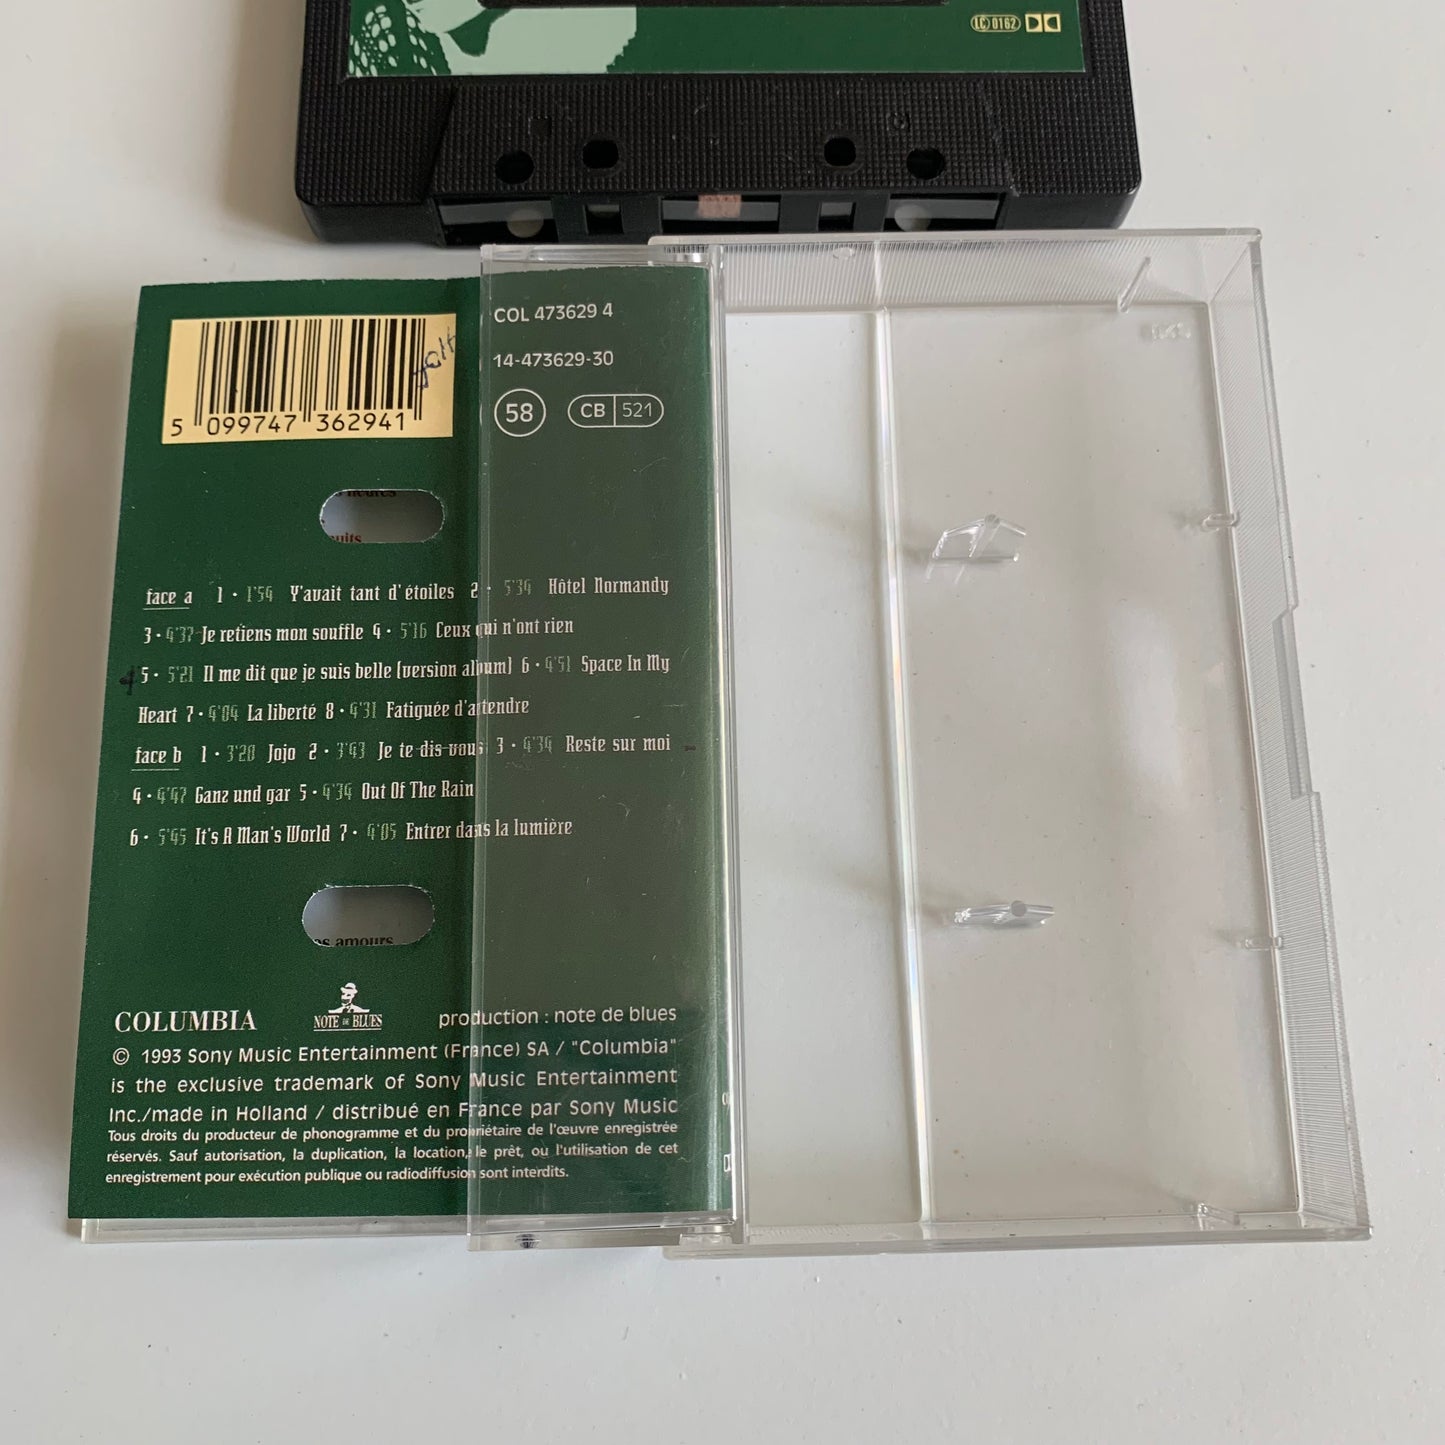 LC 0162
COL 473629 4
14-473629-30
58 CB 521
5 099747 362941
face a 1 • 1'54 Y'avait tant d'étoiles 2 • 5'34 Hôtel Normandy
3 • 4'37 Je retiens mon souffle 4 • 5'16 Ceux qui n'ont rien
5 • 5'21 Il me dit que je suis belle (version album) 6 • 4'51 Space In My
Heart 7 • 4'04 La liberté 8 • 4'31 Fatiguée d'attendre
face b 1 • 3'20 Jojo 2 • 3'43 Je te dis vous 3 • 4'34 Reste sur moi
4 • 4'47 Ganz und gar 5 • 4'34 Out Of The Rain
6 • 5'45 It's A Man's World 7 • 4'05 Entrer dans la lumière
es amours
COLUMBIA NOTE DE BLUES production : note de blues
© 1993 Sony Music Entertainment (France) SA / "Columbia"
is the exclusive trademark of Sony Music Entertainment
Inc./made in Holland / distribué en France par Sony Music
Tous droits du producteur de phonogramme et du propriétaire de l'œuvre enregistrée
réservés. Sauf autorisation, la duplication, la location, le prêt, ou l'utilisation de cet
enregistrement pour exécution publique ou radiodiffusion sont interdits.